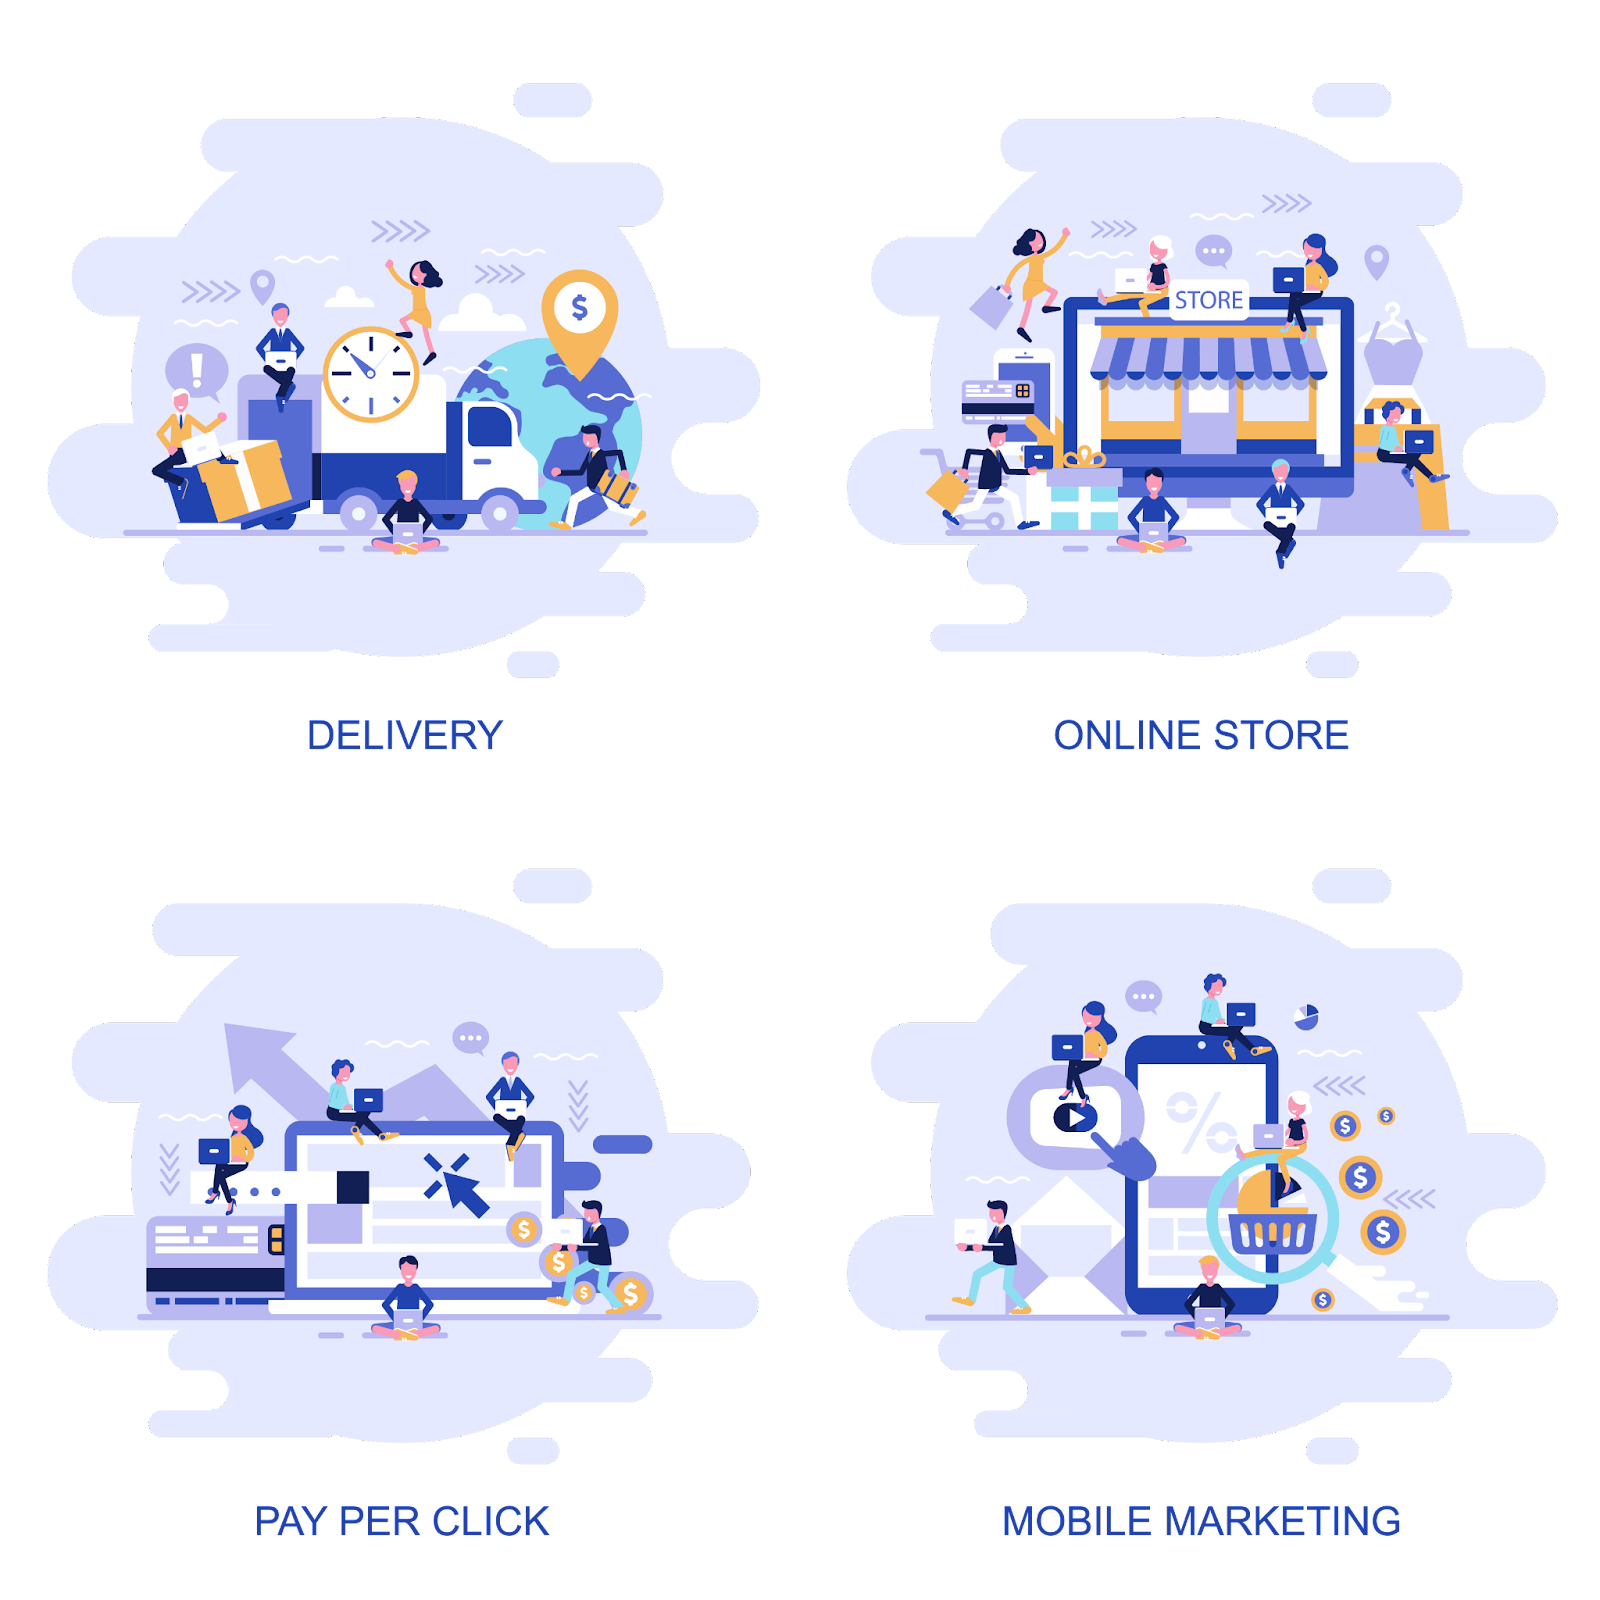 $
STORE
DELIVERY
ONLINE STORE
%
$
$
$
$
$
$
$
$
$
PAY PER CLICK
MOBILE MARKETING